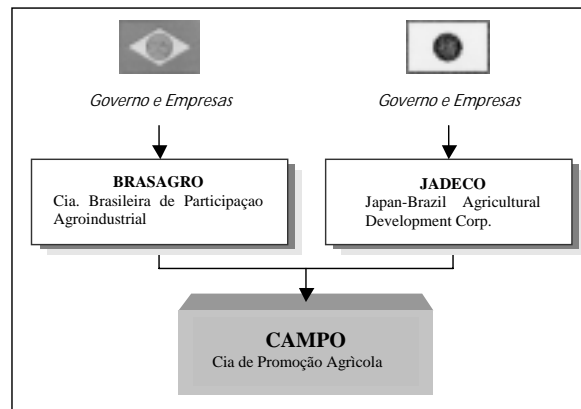 Governo e Empresas
Governo e Empresas
BRASAGRO
Cia. Brasileira de Participaçao
Agroindustrial
JADECO
Japan-Brazil Agricultural
Development Corp.
CAMPO
Cia de Promoção Agrìcola